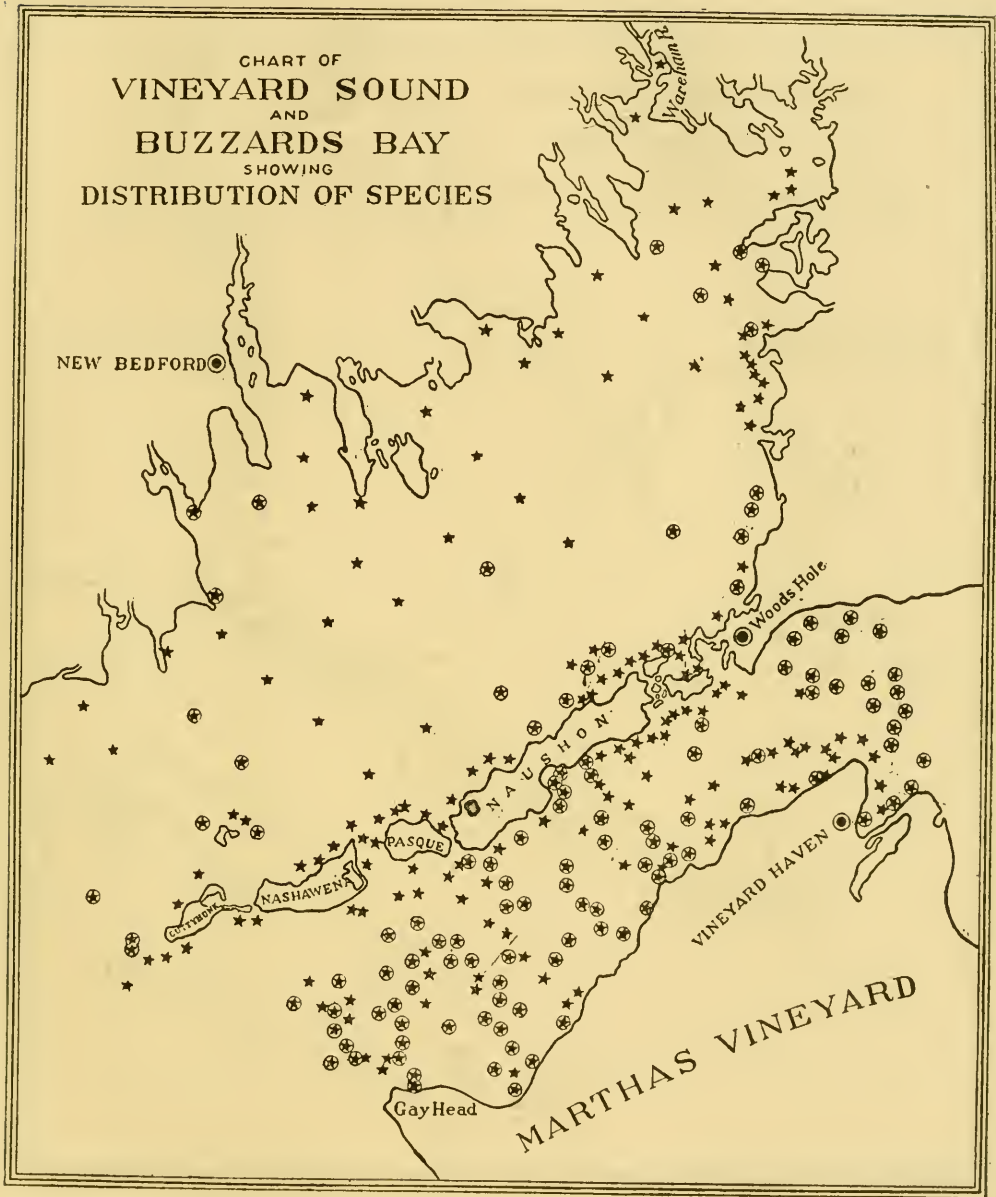 CHART OF
VINEYARD SOUND
AND
BUZZARDS BAY
SHOWING
DISTRIBUTION OF SPECIES
Wareham R.
NEW BEDFORD
Woods Hole
NAUSHON
PASQUE
NASHAWENA
CUTTYHUNK
VINEYARD HAVEN
MARTHAS VINEYARD
Gay Head